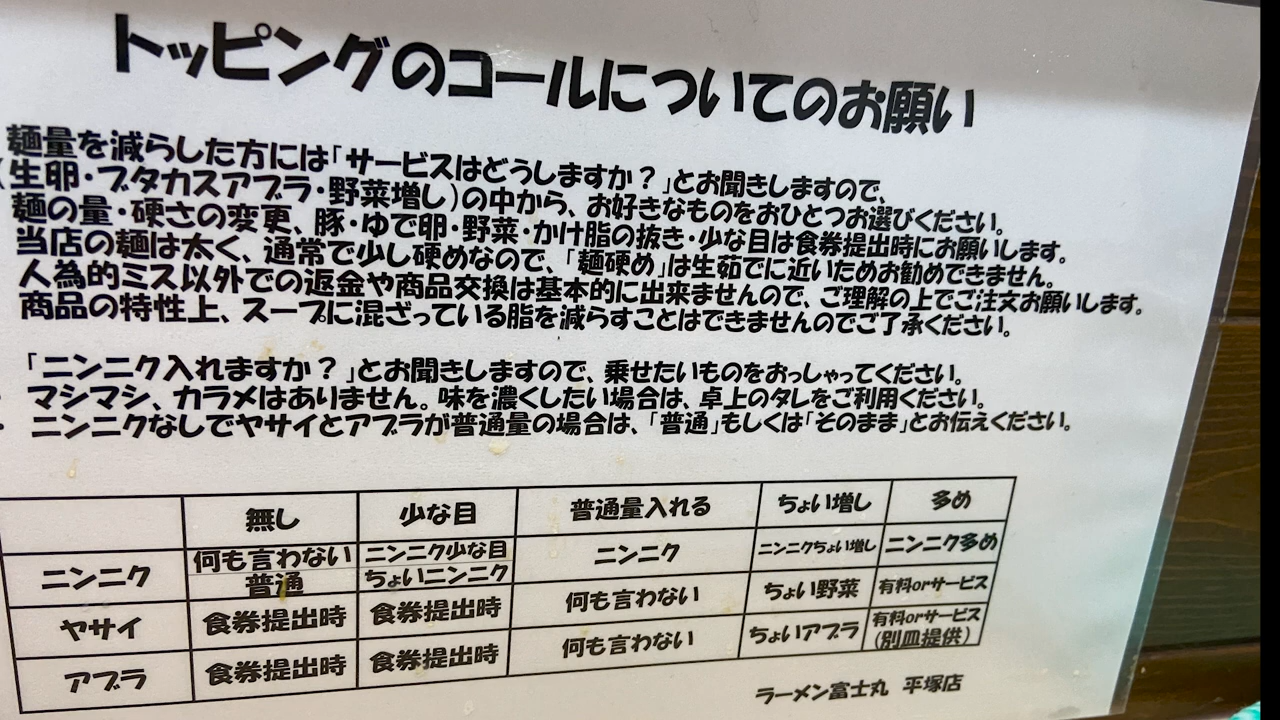 トッピングのコールについてのお願い
麺量を減らした方には「サービスはどうしますか？」とお聞きしますので、
(生卵・ブタカスアブラ・野菜増し)の中から、お好きなものをおひとつお選びください。
麺の量・硬さの変更、豚・ゆで卵・野菜・かけ脂の抜き・少な目は食券提出時にお願いします。
当店の麺は太く、通常で少し硬めなので、「麺硬め」は生茹でに近いためお勧めできません。
人為的ミス以外での返金や商品交換は基本的に出来ませんので、ご理解の上でご注文お願いします。
商品の特性上、スープに混ざっている脂を減らすことはできませんのでご了承ください。
「ニンニク入れますか？」とお聞きしますので、乗せたいものをおっしゃってください。
・ マシマシ、カラメはありません。味を濃くしたい場合は、卓上のタレをご利用ください。
・ ニンニクなしでヤサイとアブラが普通量の場合は、「普通」もしくは「そのまま」とお伝えください。
無し 少な目 普通量入れる ちょい増し 多め
ニンニク 何も言わない 普通 ニンニク少な目 ちょいニンニク ニンニク ニンニクちょい増し ニンニク多め
ヤサイ 食券提出時 食券提出時 何も言わない ちょい野菜 有料orサービス
アブラ 食券提出時 食券提出時 何も言わない ちょいアブラ 有料orサービス (別皿提供)
ラーメン富士丸 平塚店